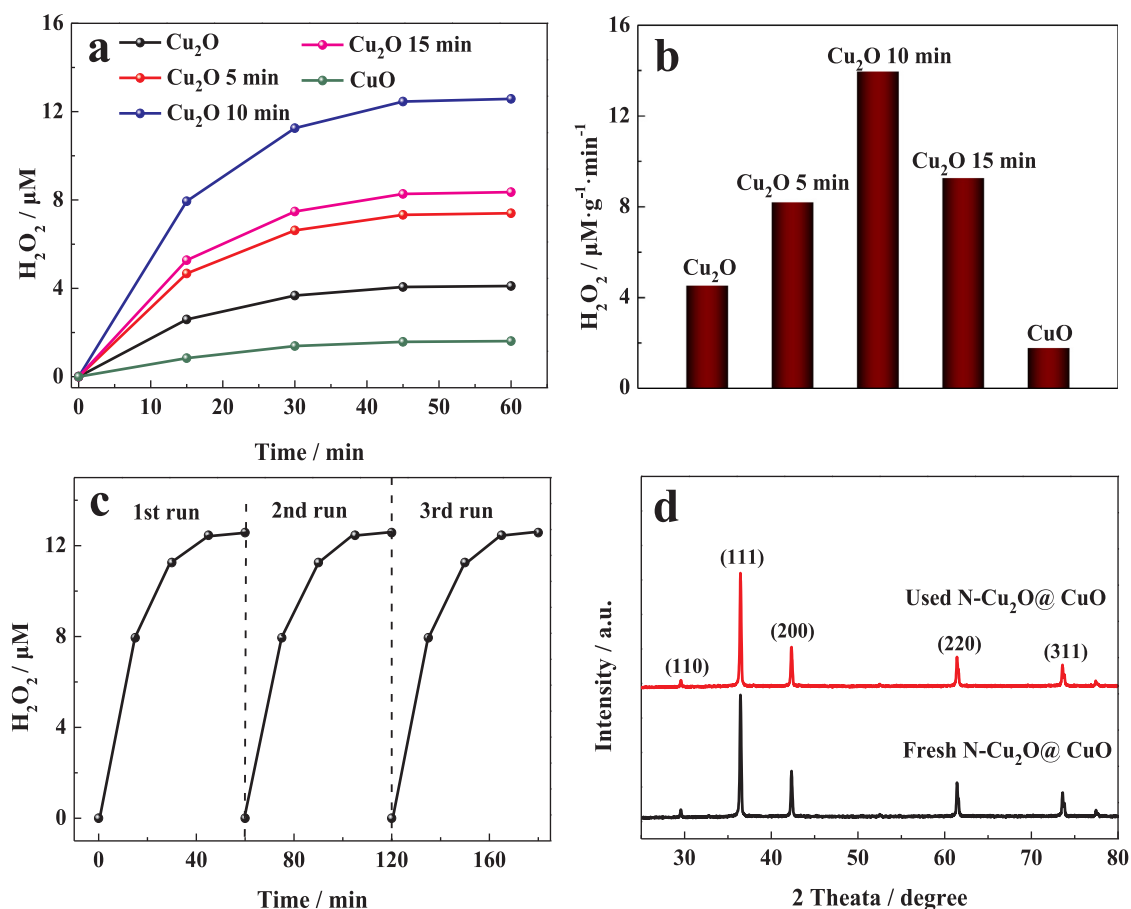 a
Cu₂O
Cu₂O 5 min
Cu₂O 10 min
Cu₂O 15 min
CuO
16
12
8
4
0
H₂O₂ / μM
0 10 20 30 40 50 60
Time / min
b
Cu₂O
Cu₂O 5 min
Cu₂O 10 min
Cu₂O 15 min
CuO
16
12
8
4
0
H₂O₂ / μM·g⁻¹·min⁻¹
c
1st run 2nd run 3rd run
12
8
4
0
H₂O₂ / μM
0 40 80 120 160
Time / min
d
(110) (111) (200) (220) (311)
Used N-Cu₂O@ CuO
Fresh N-Cu₂O@ CuO
Intensity / a.u.
30 40 50 60 70 80
2 Theata / degree